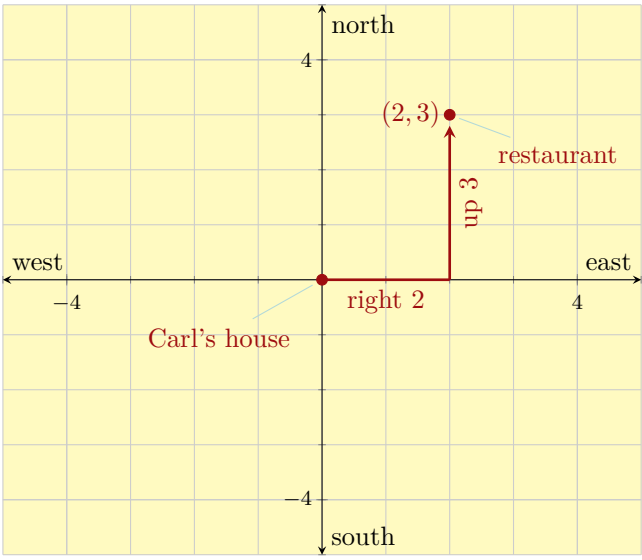 north
4
(2, 3)
restaurant
up 3
west
east
−4
4
right 2
Carl's house
−4
south